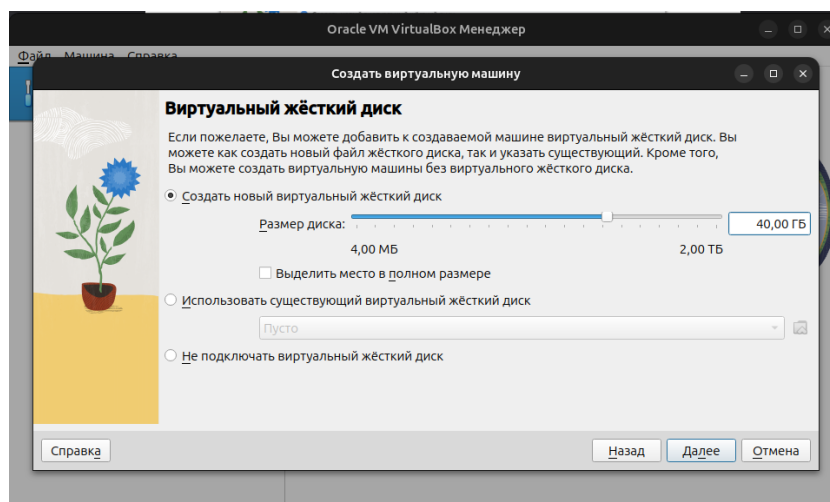 Oracle VM VirtualBox Менеджер
Файл Машина Справка
Создать виртуальную машину
Виртуальный жёсткий диск
Если пожелаете, Вы можете добавить к создаваемой машине виртуальный жёсткий диск. Вы
можете как создать новый файл жёсткого диска, так и указать существующий. Кроме того,
Вы можете создать виртуальную машины без виртуального жёсткого диска.
Создать новый виртуальный жёсткий диск
Размер диска:
40,00 ГБ
4,00 МБ
2,00 ТБ
Выделить место в полном размере
Использовать существующий виртуальный жёсткий диск
Пусто
Не подключать виртуальный жёсткий диск
Справка
Назад
Далее
Отмена